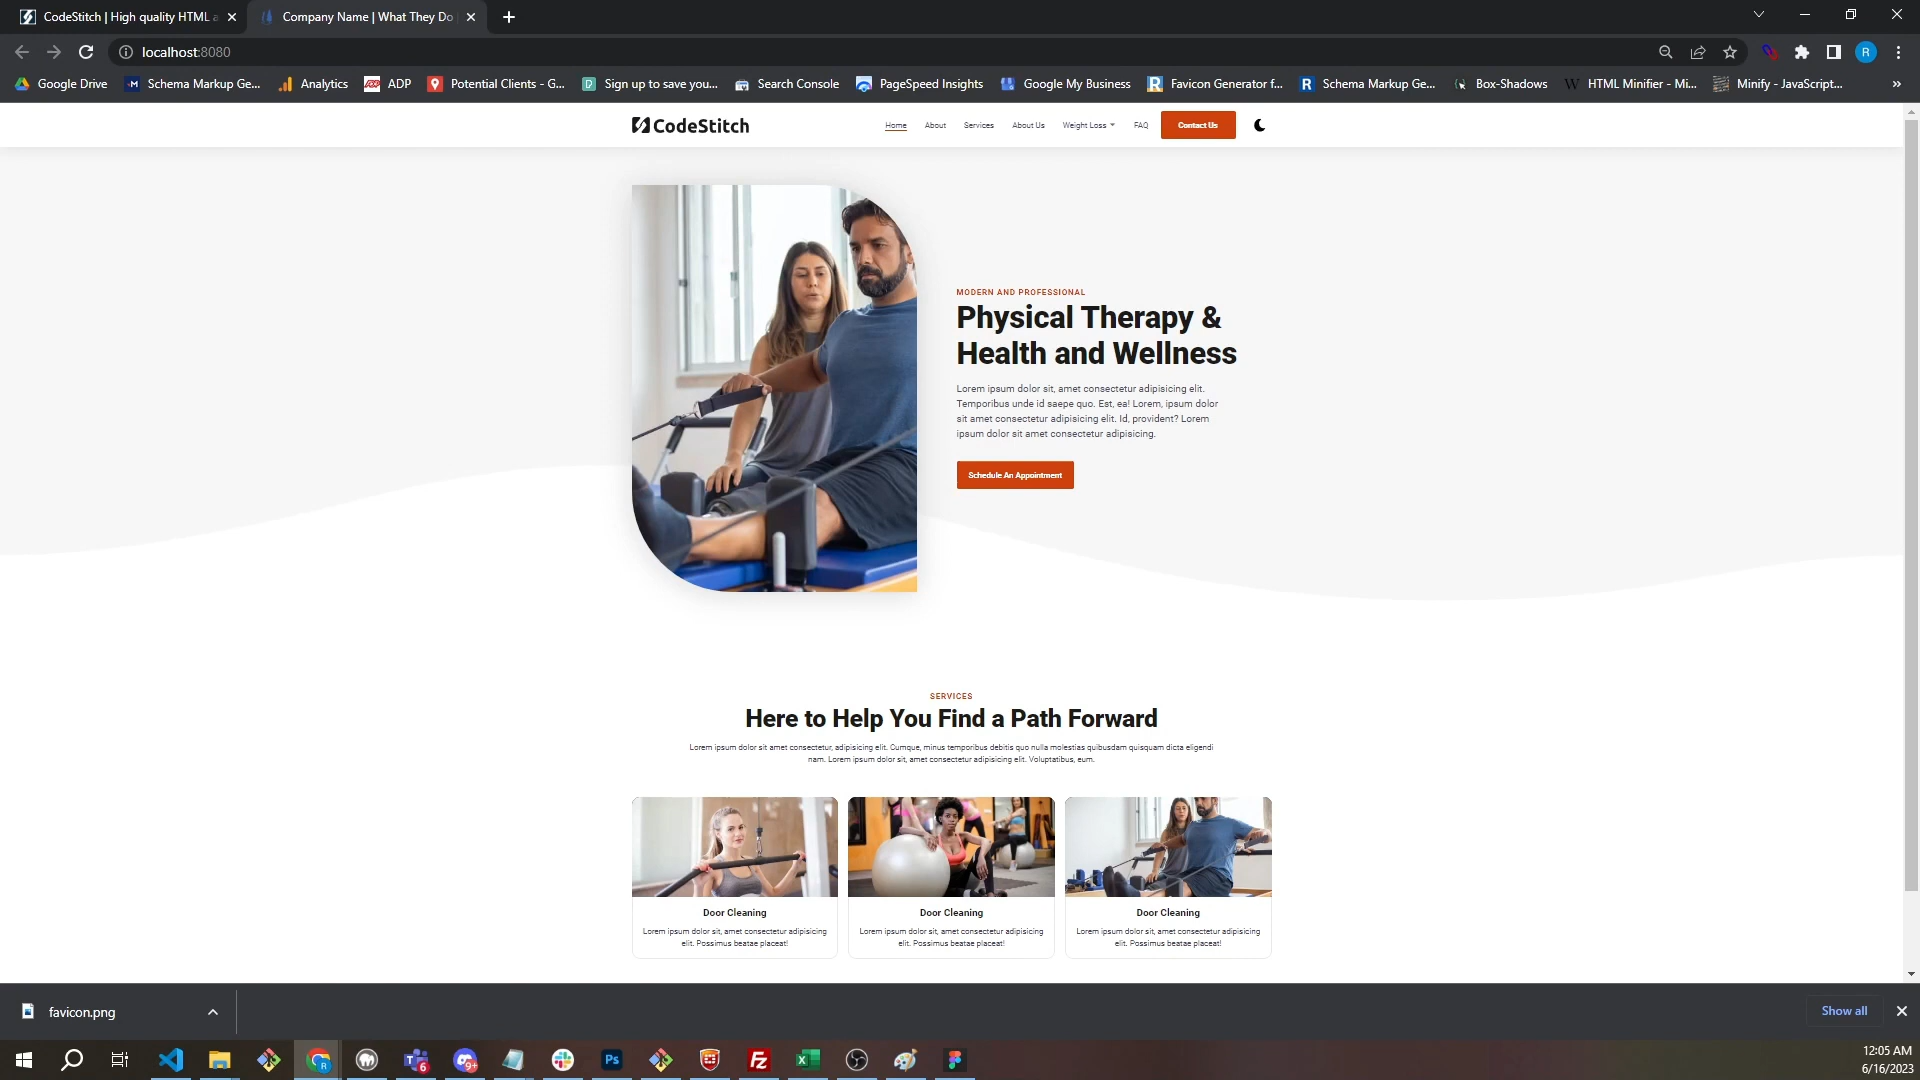 CodeStitch | High quality HTML a
Company Name | What They Do
localhost:8080
R
Google Drive
Schema Markup Ge...
Analytics
ADP
Potential Clients - G...
Sign up to save you...
Search Console
PageSpeed Insights
Google My Business
Favicon Generator f...
Schema Markup Ge...
Box-Shadows
HTML Minifier - Mi...
Minify - JavaScript...
»
CodeStitch
Home
About
Services
About Us
Weight Loss
FAQ
Contact Us
MODERN AND PROFESSIONAL
Physical Therapy &
Health and Wellness
Lorem ipsum dolor sit, amet consectetur adipisicing elit.
Temporibus unde id saepe quo. Est, ea! Lorem, ipsum dolor
sit amet consectetur adipisicing elit. Id, provident? Lorem
ipsum dolor sit amet consectetur adipisicing.
Schedule An Appointment
SERVICES
Here to Help You Find a Path Forward
Lorem ipsum dolor sit amet consectetur, adipisicing elit. Cumque, minus temporibus debitis quo nulla molestias quibusdam quisquam dicta eligendi
nam. Lorem ipsum dolor sit, amet consectetur adipisicing elit. Voluptatibus, eum.
Door Cleaning
Lorem ipsum dolor sit, amet consectetur adipisicing
elit. Possimus beatae placeat!
Door Cleaning
Lorem ipsum dolor sit, amet consectetur adipisicing
elit. Possimus beatae placeat!
Door Cleaning
Lorem ipsum dolor sit, amet consectetur adipisicing
elit. Possimus beatae placeat!
favicon.png
Show all
R
6
9+
Ps
Fz
12:05 AM
6/16/2023